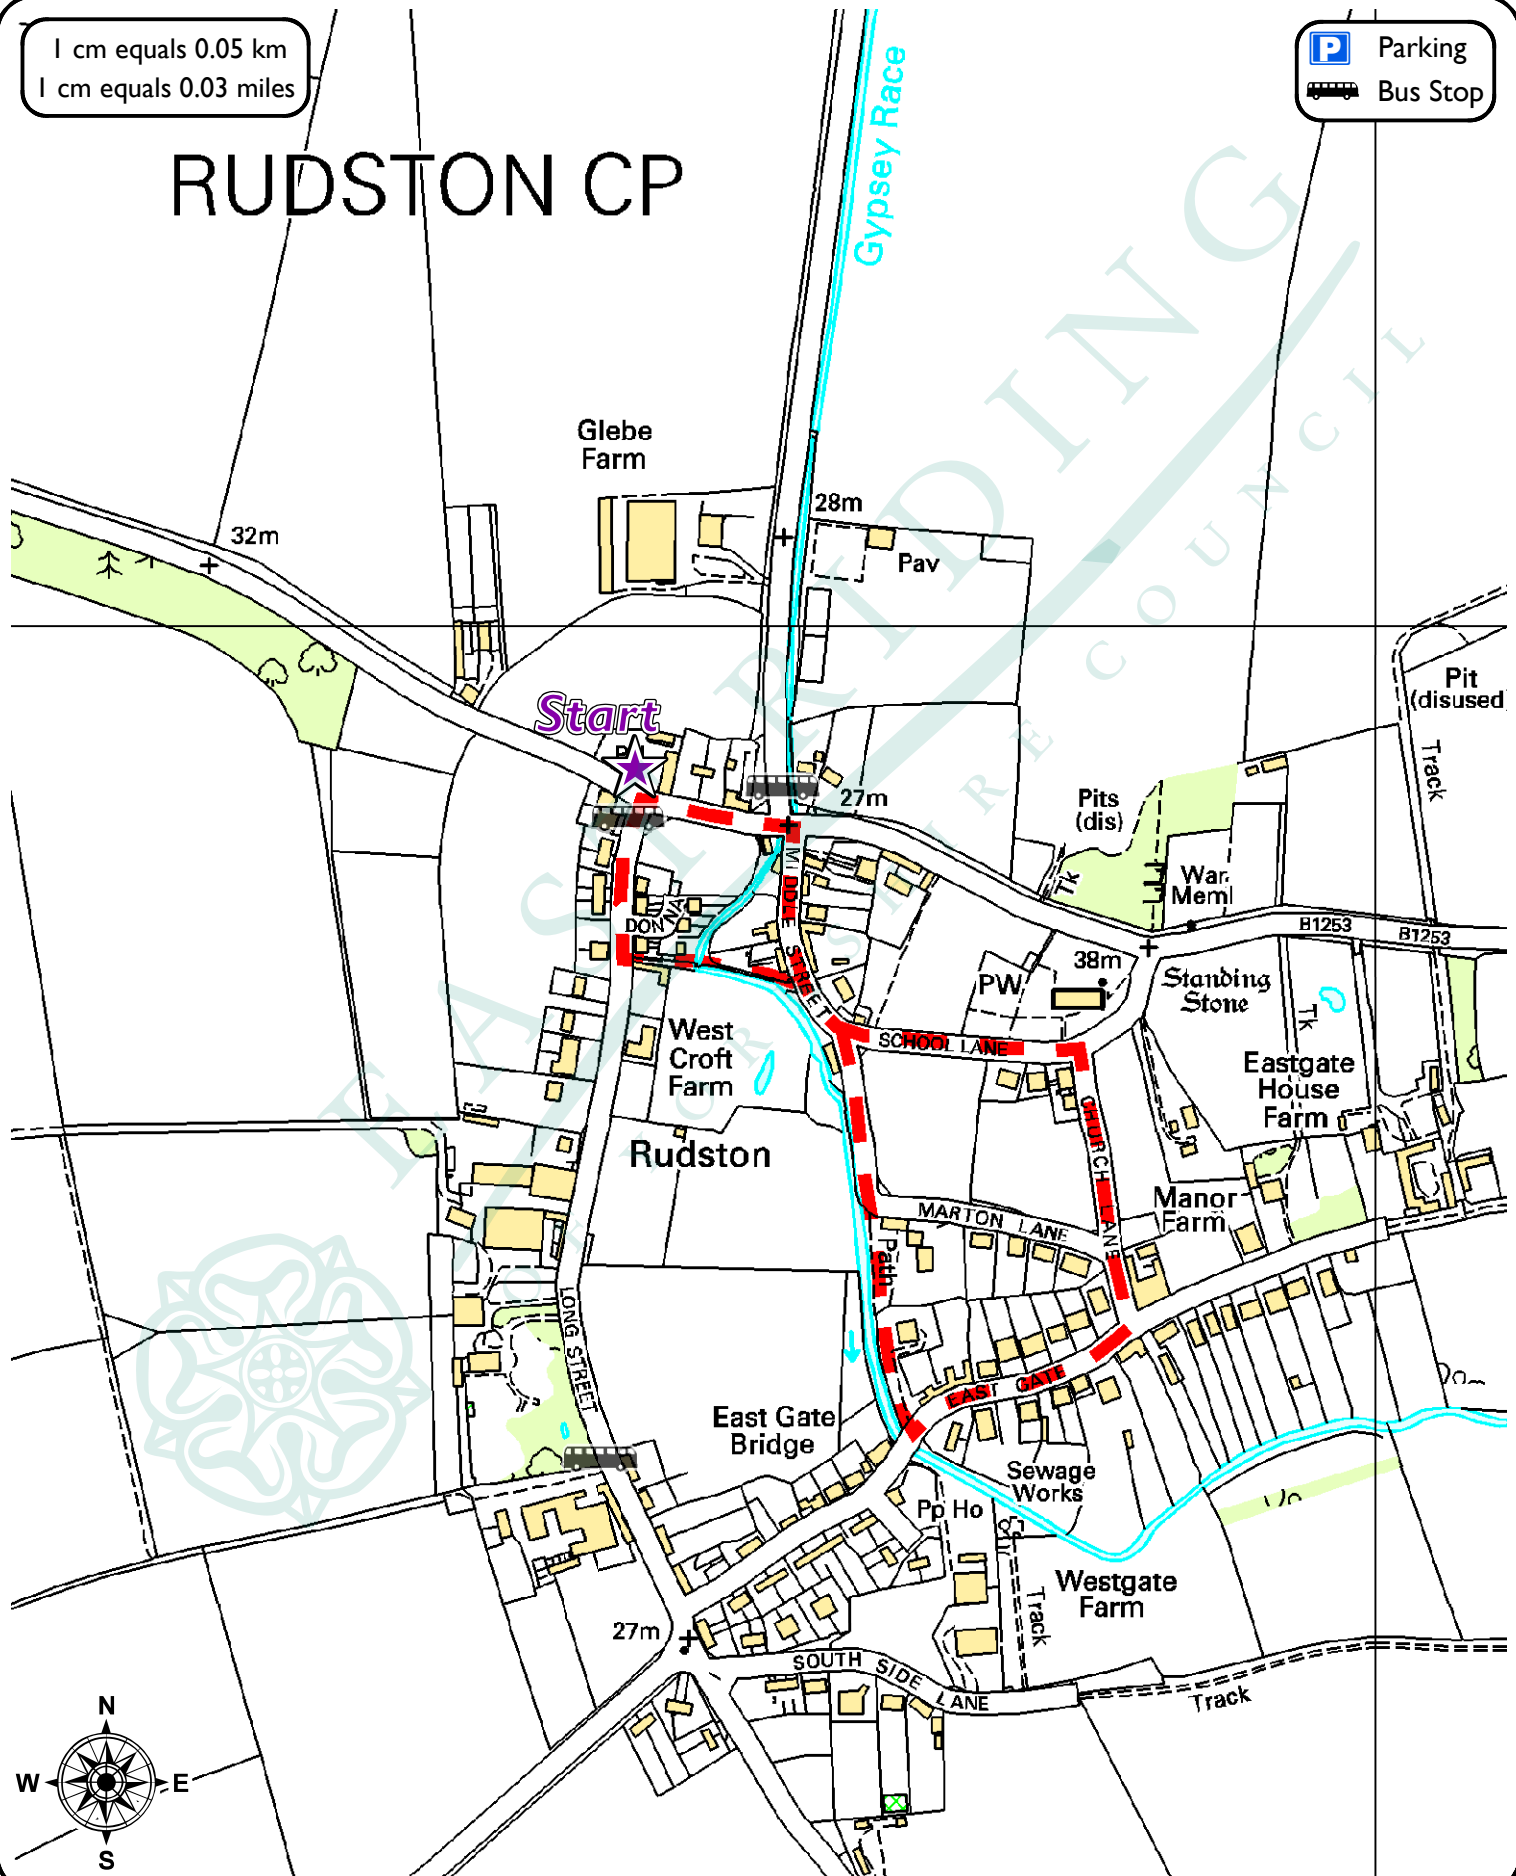 1 cm equals 0.05 km
1 cm equals 0.03 miles
P
Parking
Bus Stop
RUDSTON CP
Gypsey Race
EAST RIDING
OF YORKSHIRE COUNCIL
Glebe
Farm
28m
32m
Pav
Pit
(disused)
Start
Track
27m
Pits
(dis)
Tk
War
Meml
MIDDLE STREET
DONNA
B1253
B1253
38m
PW
Standing
Stone
Tk
SCHOOL LANE
West
Croft
Farm
Eastgate
House
Farm
CHURCH LANE
Rudston
Manor
Farm
MARTON LANE
Path
LONG STREET
EAST GATE
East Gate
Bridge
Sewage
Works
Pp Ho
Westgate
Farm
Track
27m
SOUTH SIDE LANE
Track
N
W
E
S